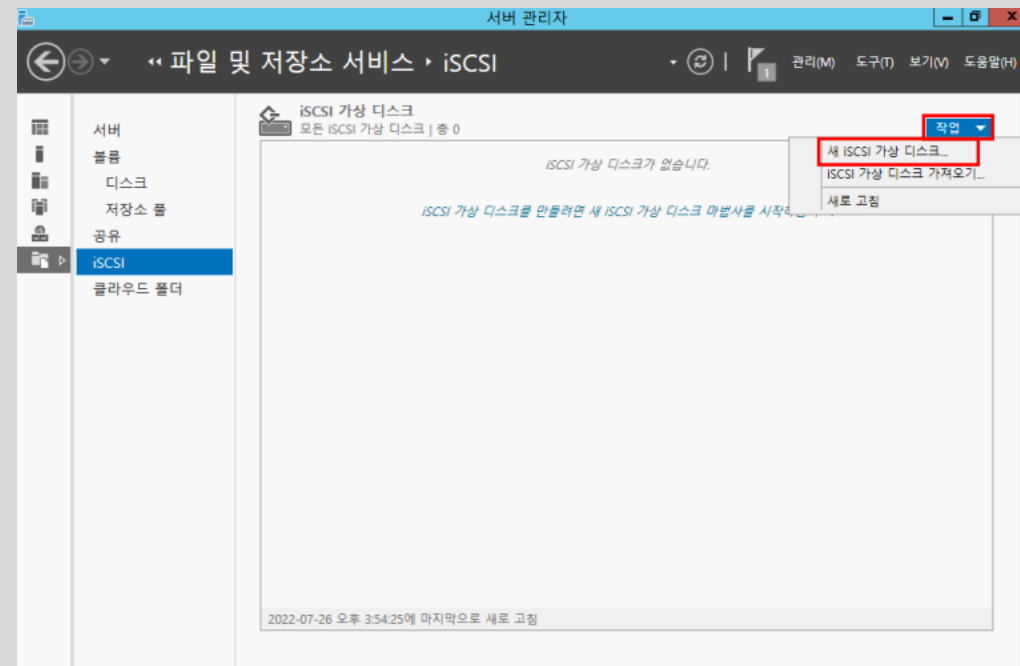 서버 관리자
파일 및 저장소 서비스 ‣ iSCSI
1
관리(M) 도구(T) 보기(V) 도움말(H)
서버
볼륨
디스크
저장소 풀
공유
iSCSI
클라우드 폴더
iSCSI 가상 디스크
모든 iSCSI 가상 디스크 | 총 0
작업
새 iSCSI 가상 디스크...
iSCSI 가상 디스크 가져오기...
새로 고침
iSCSI 가상 디스크가 없습니다.
iSCSI 가상 디스크를 만들려면 새 iSCSI 가상 디스크 마법사를
2022-07-26 오후 3:54:25에 마지막으로 새로 고침